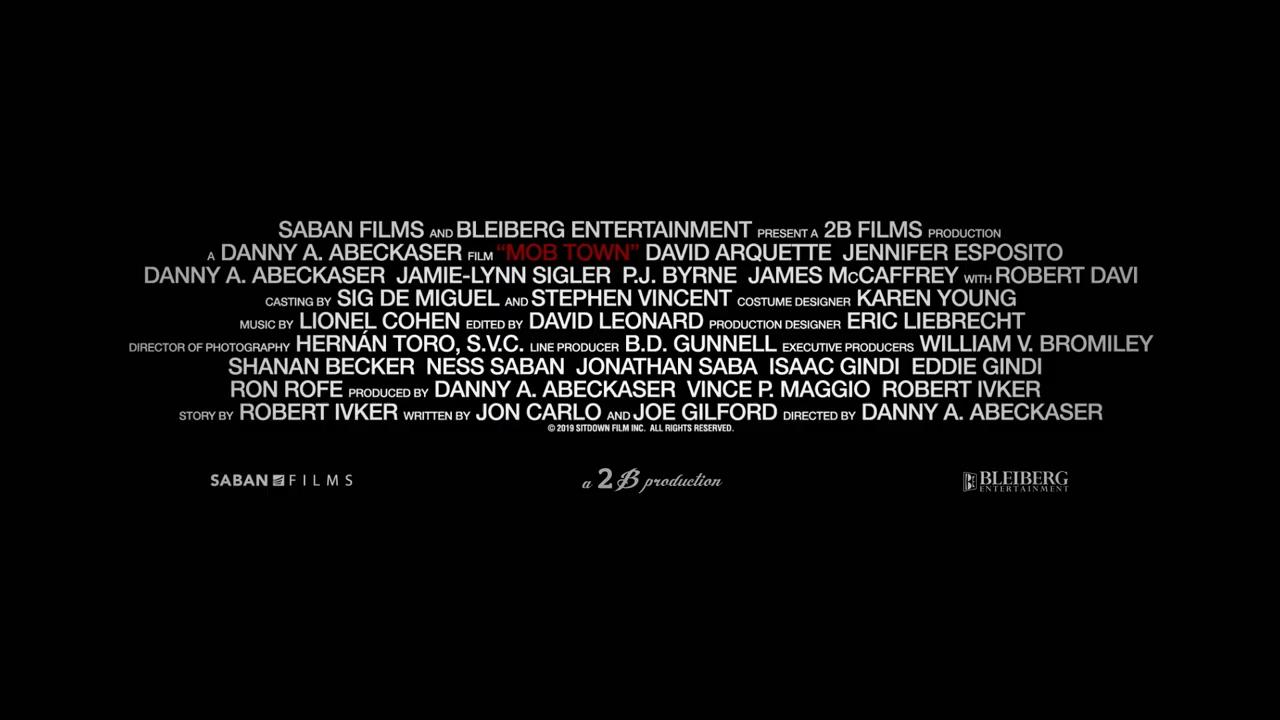 SABAN FILMS AND BLEIBERG ENTERTAINMENT PRESENT A 2B FILMS PRODUCTION
A DANNY A. ABECKASER FILM "MOB TOWN" DAVID ARQUETTE JENNIFER ESPOSITO
DANNY A. ABECKASER JAMIE-LYNN SIGLER P.J. BYRNE JAMES McCAFFREY WITH ROBERT DAVI
CASTING BY SIG DE MIGUEL AND STEPHEN VINCENT COSTUME DESIGNER KAREN YOUNG
MUSIC BY LIONEL COHEN EDITED BY DAVID LEONARD PRODUCTION DESIGNER ERIC LIEBRECHT
DIRECTOR OF PHOTOGRAPHY HERNÁN TORO, S.V.C. LINE PRODUCER B.D. GUNNELL EXECUTIVE PRODUCERS WILLIAM V. BROMILEY
SHANAN BECKER NESS SABAN JONATHAN SABA ISAAC GINDI EDDIE GINDI
RON ROFE PRODUCED BY DANNY A. ABECKASER VINCE P. MAGGIO ROBERT IVKER
STORY BY ROBERT IVKER WRITTEN BY JON CARLO AND JOE GILFORD DIRECTED BY DANNY A. ABECKASER
© 2019 SITDOWN FILM INC. ALL RIGHTS RESERVED.
SABAN FILMS
a 2B production
BLEIBERG
ENTERTAINMENT